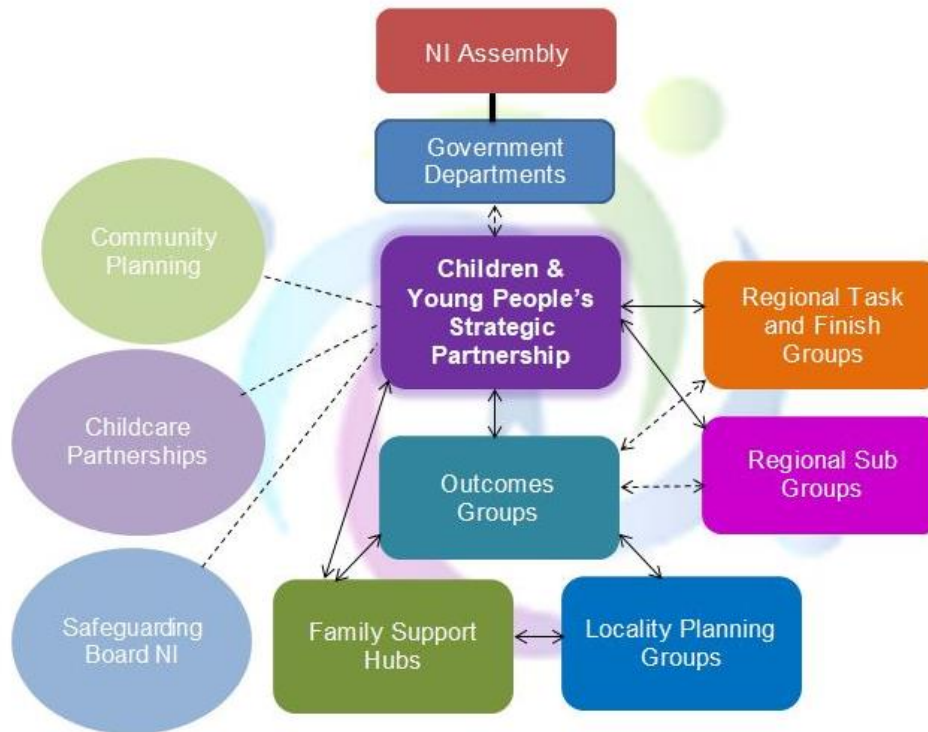 NI Assembly
Government
Departments
Community
Planning
Children &
Young People's
Strategic
Partnership
Regional Task
and Finish
Groups
Childcare
Partnerships
Outcomes
Groups
Regional Sub
Groups
Safeguarding
Board NI
Family Support
Hubs
Locality Planning
Groups